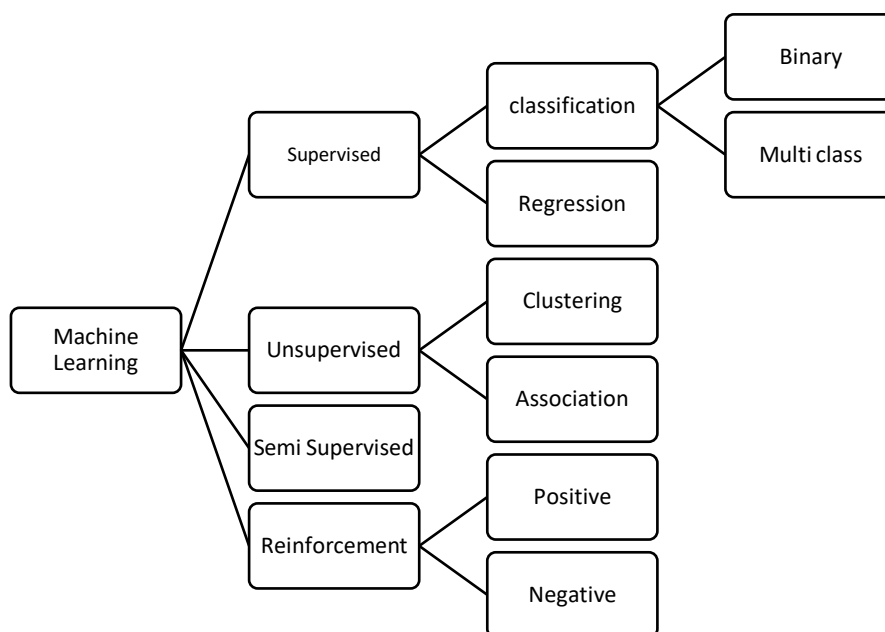 Machine
Learning
Supervised
classification
Binary
Multi class
Regression
Unsupervised
Clustering
Association
Semi Supervised
Reinforcement
Positive
Negative